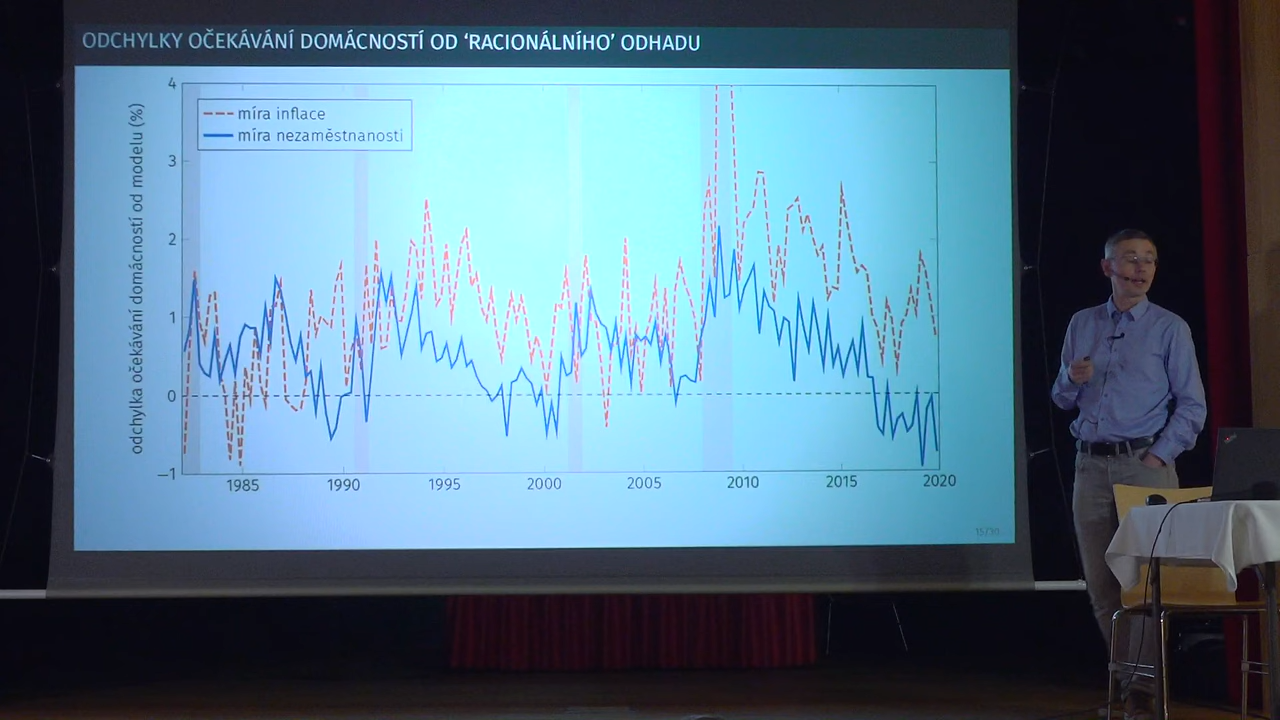 ODCHYLKY OČEKÁVÁNÍ DOMÁCNOSTÍ OD ‘RACIONÁLNÍHO’ ODHADU
odchylka očekávání domácností od modelu (%)
4
3
2
1
0
−1
míra inflace
míra nezaměstnanosti
1985 1990 1995 2000 2005 2010 2015 2020